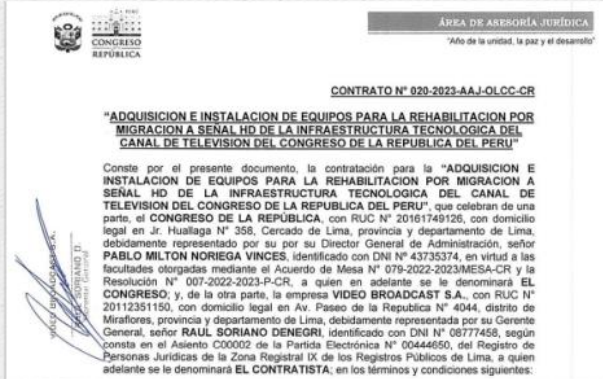 CONGRESO
REPÚBLICA
ÁREA DE ASESORÍA JURÍDICA
"Año de la unidad, la paz y el desarrollo"
CONTRATO N° 020-2023-AAJ-OLCC-CR
"ADQUISICION E INSTALACION DE EQUIPOS PARA LA REHABILITACION POR
MIGRACION A SEÑAL HD DE LA INFRAESTRUCTURA TECNOLOGICA DEL
CANAL DE TELEVISION DEL CONGRESO DE LA REPUBLICA DEL PERU"
Conste por el presente documento, la contratación para la "ADQUISICION E
INSTALACION DE EQUIPOS PARA LA REHABILITACION POR MIGRACION A
SEÑAL HD DE LA INFRAESTRUCTURA TECNOLOGICA DEL CANAL DE
TELEVISION DEL CONGRESO DE LA REPUBLICA DEL PERU", que celebran de una
parte, el CONGRESO DE LA REPÚBLICA, con RUC N° 20161749126, con domicilio
legal en Jr. Huallaga N° 358, Cercado de Lima, provincia y departamento de Lima,
debidamente representado por su por su Director General de Administración, señor
PABLO MILTON NORIEGA VINCES, identificado con DNI Nº 43735374, en virtud a las
facultades otorgadas mediante el Acuerdo de Mesa N° 079-2022-2023/MESA-CR y la
Resolución N° 007-2022-2023-P-CR, a quien en adelante se le denominará EL
CONGRESO; y, de la otra parte, la empresa VIDEO BROADCAST S.A., con RUC N°
20112351150, con domicilio legal en Av. Paseo de la Republica N° 4044, distrito de
Miraflores, provincia y departamento de Lima, debidamente representada por su Gerente
General, señor RAUL SORIANO DENEGRI, identificado con DNI N° 08777458, según
consta en el Asiento C00002 de la Partida Electrónica N° 00444650, del Registro de
Personas Jurídicas de la Zona Registral IX de los Registros Públicos de Lima, a quien
adelante se le denominará EL CONTRATISTA; en los términos y condiciones siguientes:
VIDEO BROADCAST S.A.
RAUL SORIANO D.
Gerente General